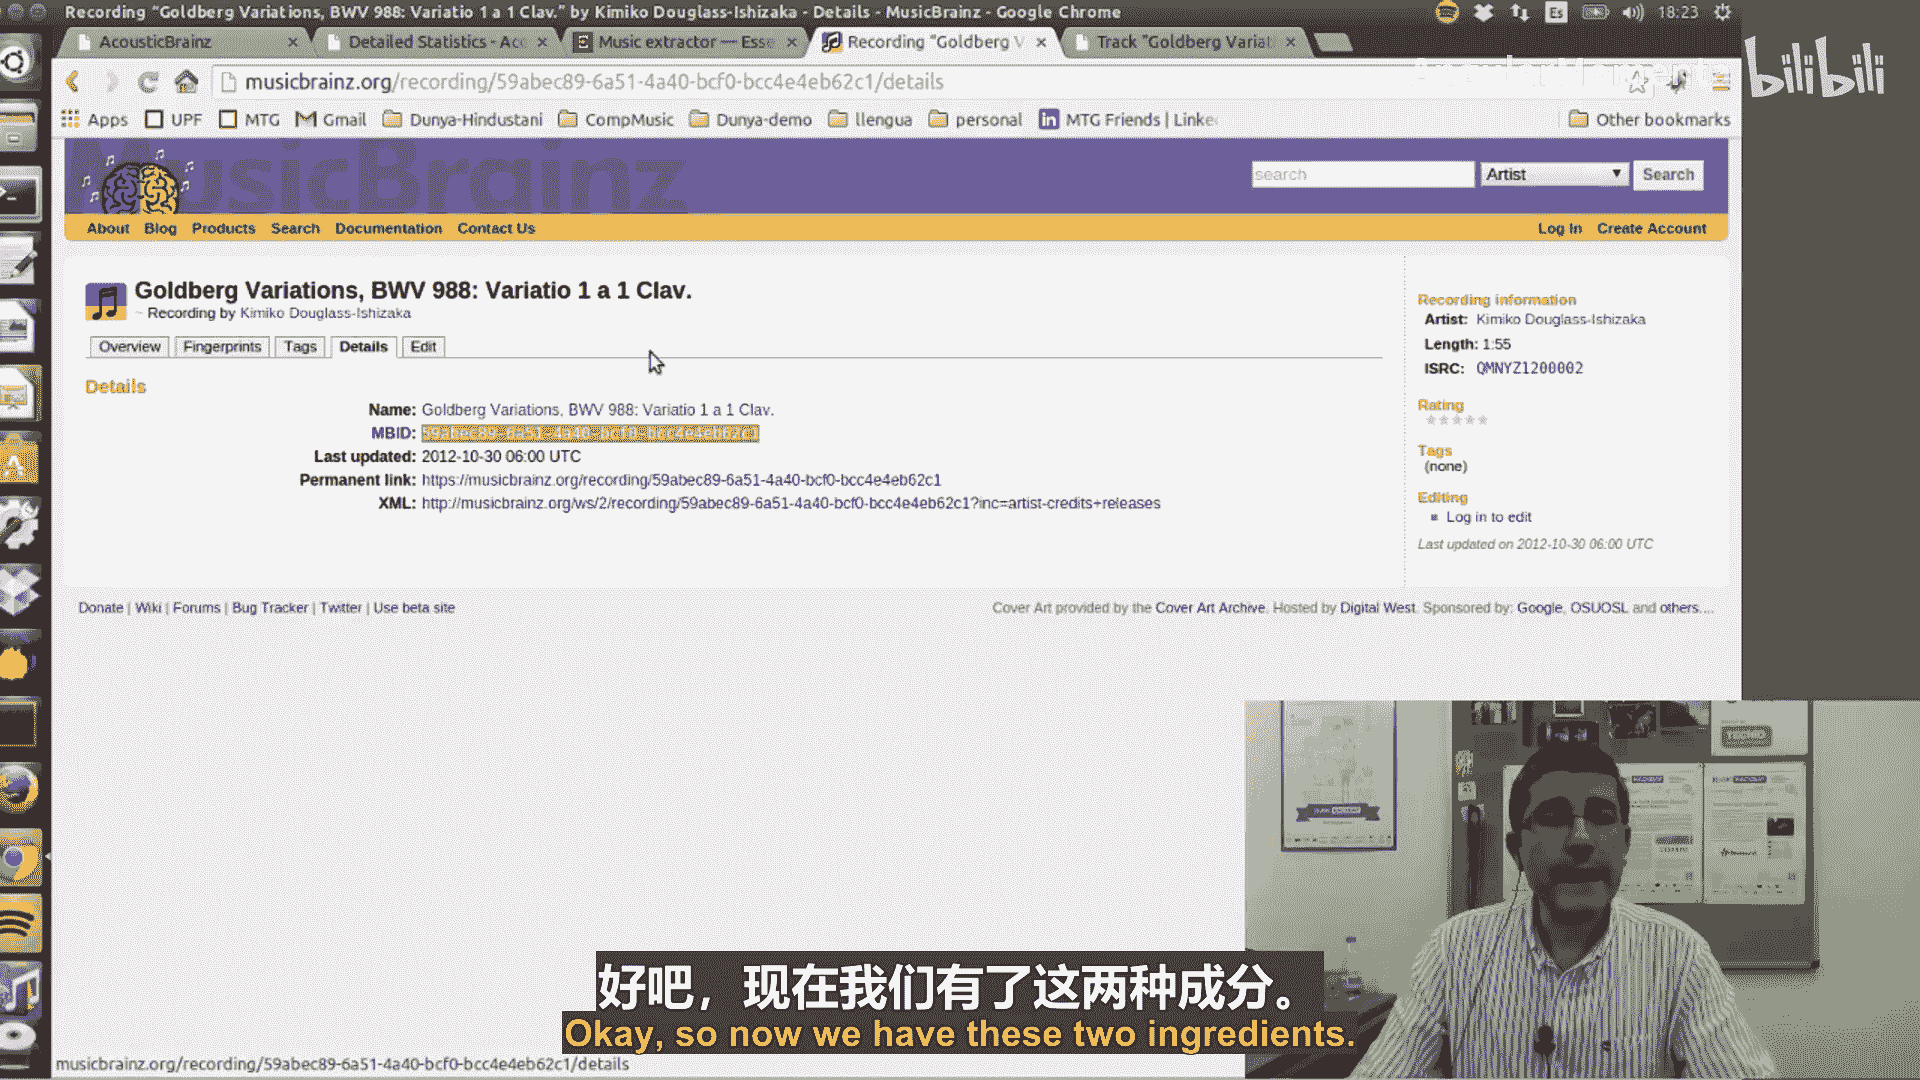 Recording “Goldberg Variations, BWV 988: Variatio 1 a 1 Clav.” by Kimiko Douglass-Ishizaka - Details - MusicBrainz - Google Chrome
Es 18:23
AcousticBrainz
Detailed Statistics - Aco
Music extractor — Esse
Recording "Goldberg V
Track "Goldberg Variat
musicbrainz.org/recording/59abec89-6a51-4a40-bcf0-bcc4e4eb62c1/details
bilibili
Apps UPF MTG Gmail Dunya-Hindustani CompMusic Dunya-demo llengua personal MTG Friends | Linke Other bookmarks
MusicBrainz
search Artist Search
About Blog Products Search Documentation Contact Us Log In Create Account
Goldberg Variations, BWV 988: Variatio 1 a 1 Clav.
~ Recording by Kimiko Douglass-Ishizaka
Overview Fingerprints Tags Details Edit
Details
Name: Goldberg Variations, BWV 988: Variatio 1 a 1 Clav.
MBID: 59abec89-6a51-4a40-bcf0-bcc4e4eb62c1
Last updated: 2012-10-30 06:00 UTC
Permanent link: https://musicbrainz.org/recording/59abec89-6a51-4a40-bcf0-bcc4e4eb62c1
XML: http://musicbrainz.org/ws/2/recording/59abec89-6a51-4a40-bcf0-bcc4e4eb62c1?inc=artist-credits+releases
Recording information
Artist: Kimiko Douglass-Ishizaka
Length: 1:55
ISRC: QMNYZ1200002
Rating
Tags
(none)
Editing
Log in to edit
Last updated on 2012-10-30 06:00 UTC
Donate | Wiki | Forums | Bug Tracker | Twitter | Use beta site
Cover Art provided by the Cover Art Archive. Hosted by Digital West. Sponsored by: Google, OSUOSL and others....
TECNIO
好吧，现在我们有了这两种成分。
Okay, so now we have these two ingredients.
musicbrainz.org/recording/59abec89-6a51-4a40-bcf0-bcc4e4eb62c1/details